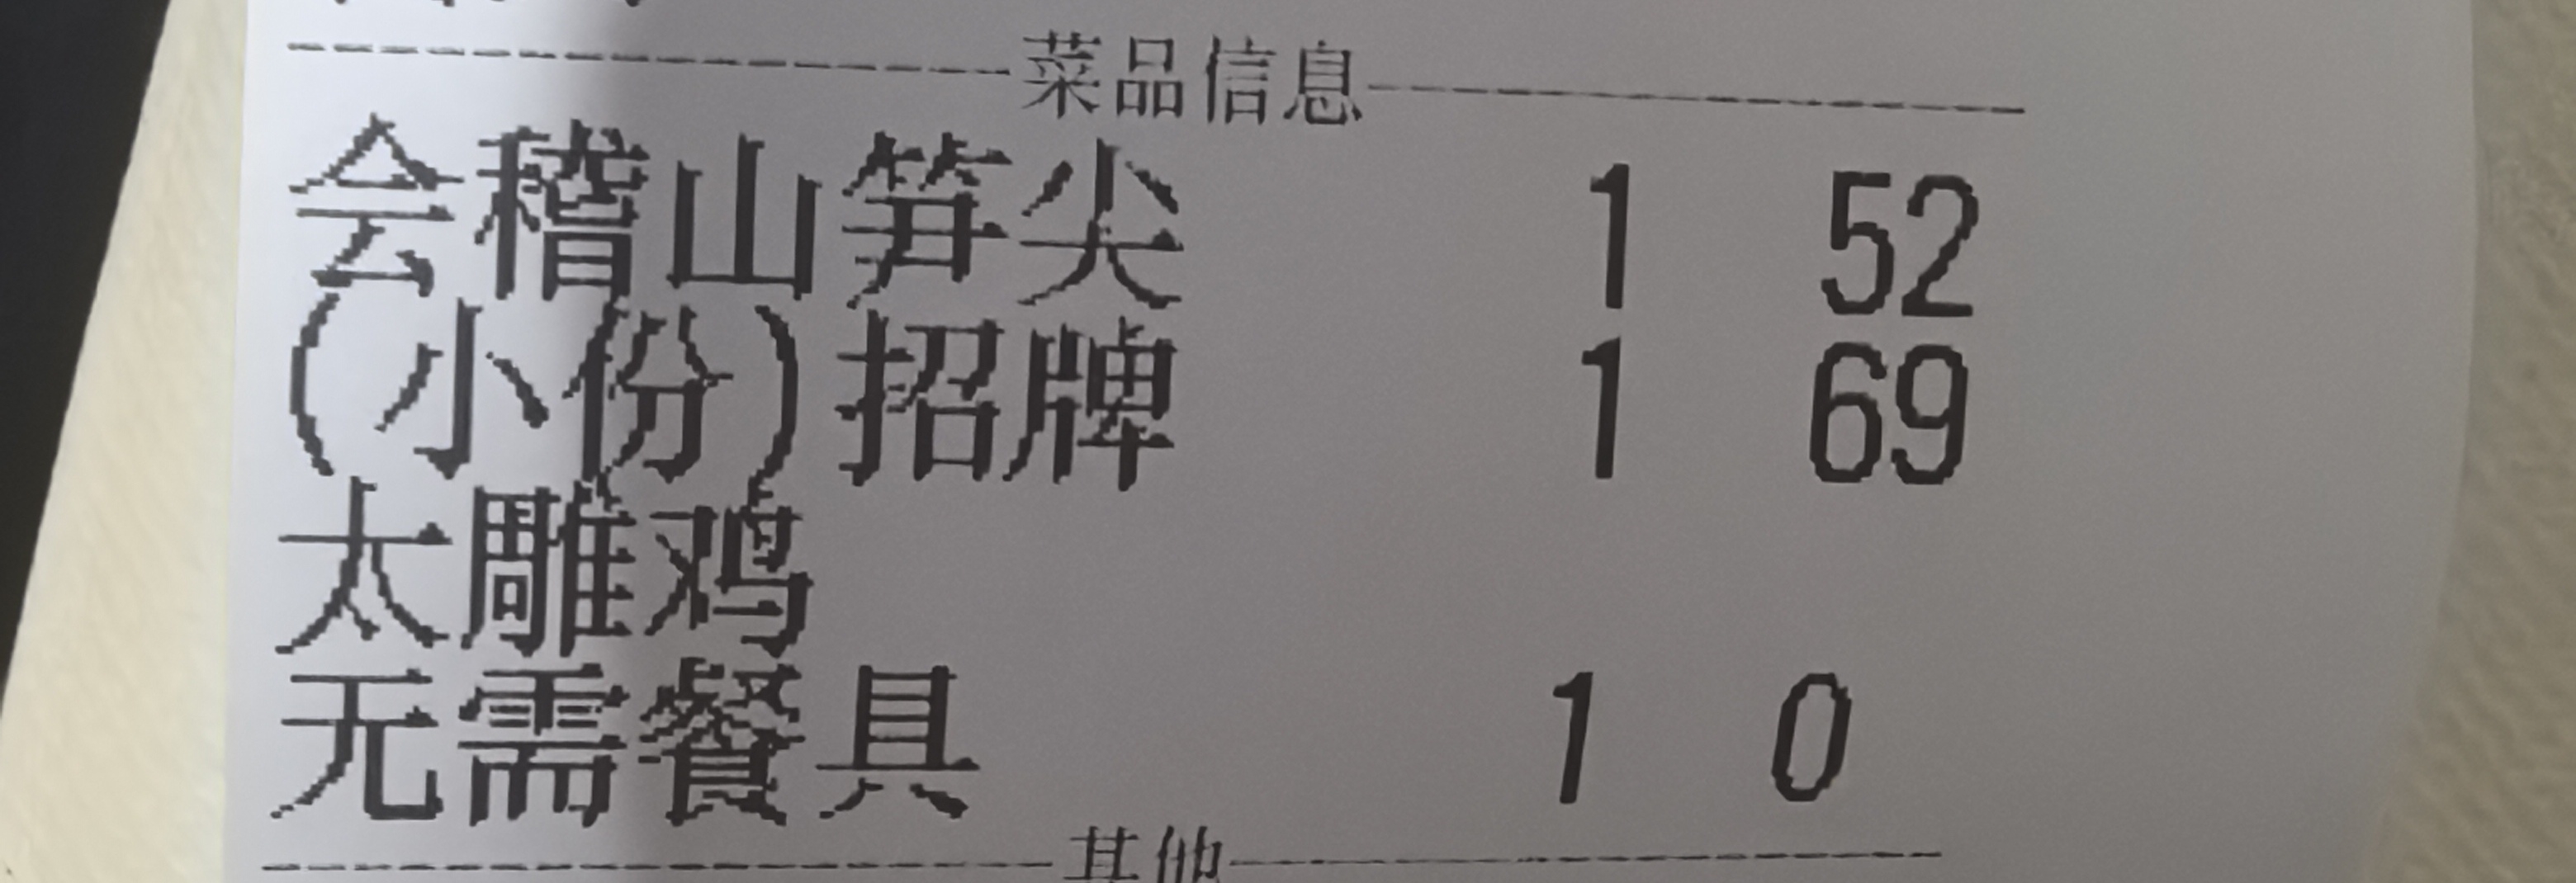 菜品信息
会稽山笋尖 1 52
(小份)招牌 1 69
太雕鸡
无需餐具 1 0
其他